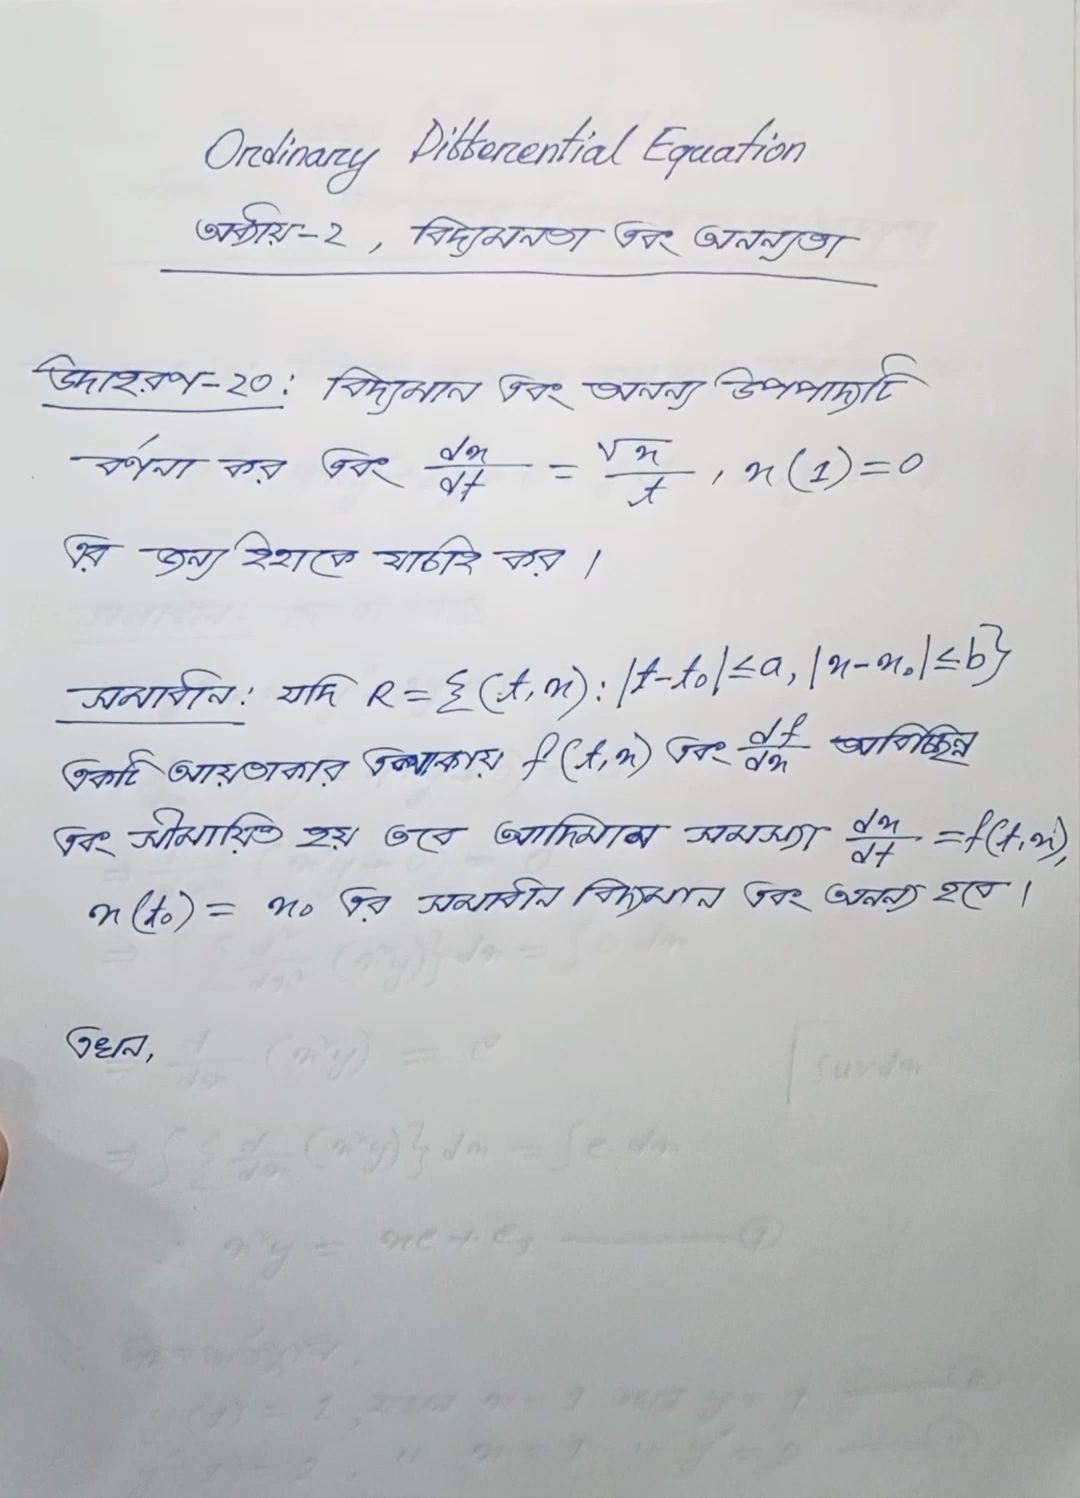 Ordinary Differential Equation
অধ্যায়-2, বিদ্যমানতা এবং অনন্যতা
উদাহরণ-20: বিদ্যমান এবং অনন্য উপপাদ্যটি
বর্ণনা কর এবং dx/dt = √x/t, x(1)=0
এর জন্য ইহাকে যাচাই কর।
সমাধান: যদি R={(t,x): |t-t₀|≤a, |x-x₀|≤b}
একটি আয়তাকার এলাকায় f(t,x) এবং df/dx অবিচ্ছিন্ন
এবং সীমায়িত হয় তবে আদিমান সমস্যা dx/dt =f(t,x),
x(t₀) = x₀ এর সমাধান বিদ্যমান এবং অনন্য হবে।
এখন,